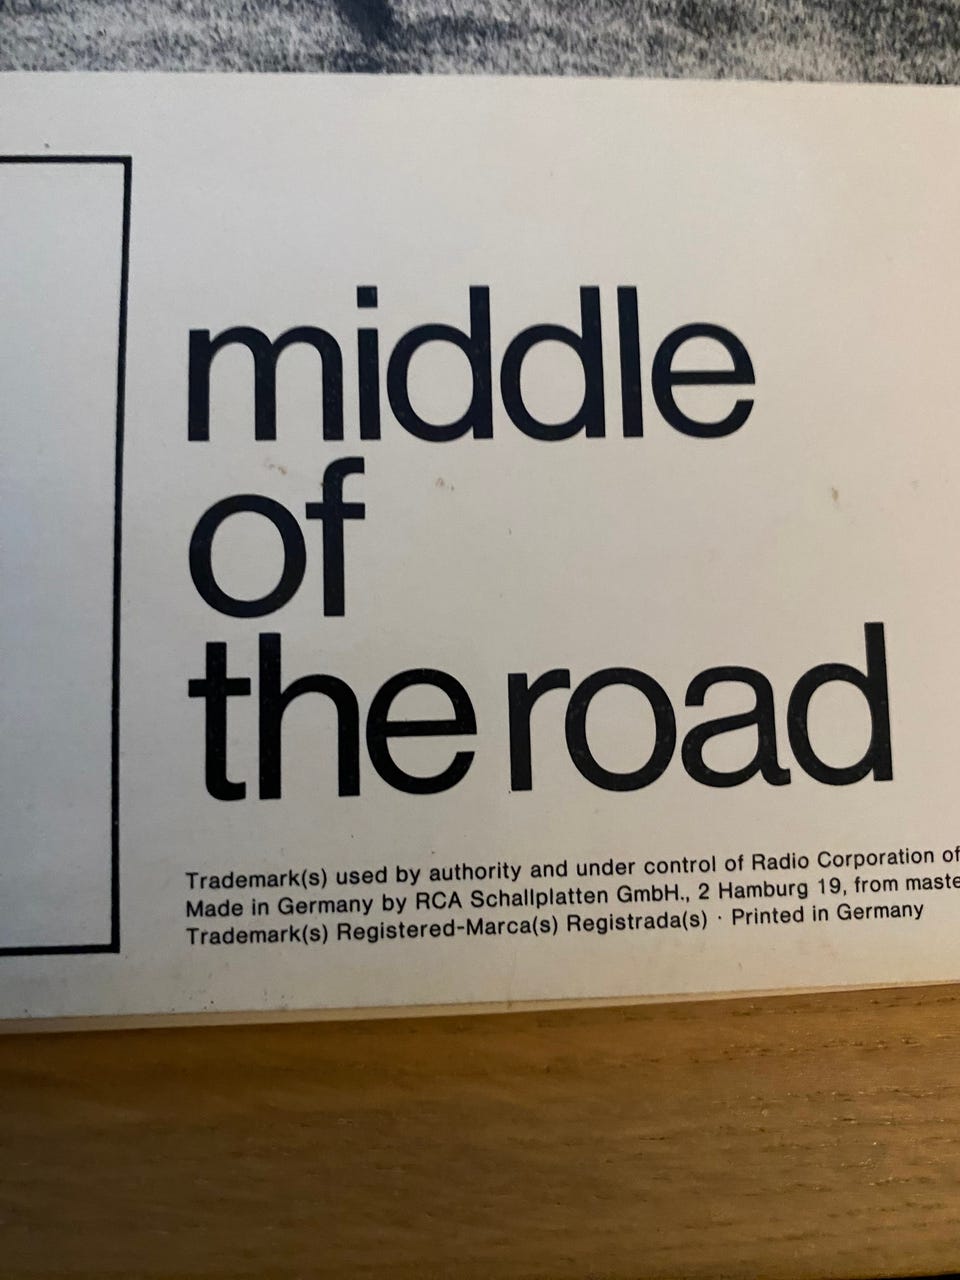 middle
of
the road
Trademark(s) used by authority and under control of Radio Corporation of
Made in Germany by RCA Schallplatten GmbH., 2 Hamburg 19, from
Trademark(s) Registered-Marca(s) Registrada(s) · Printed in Germany